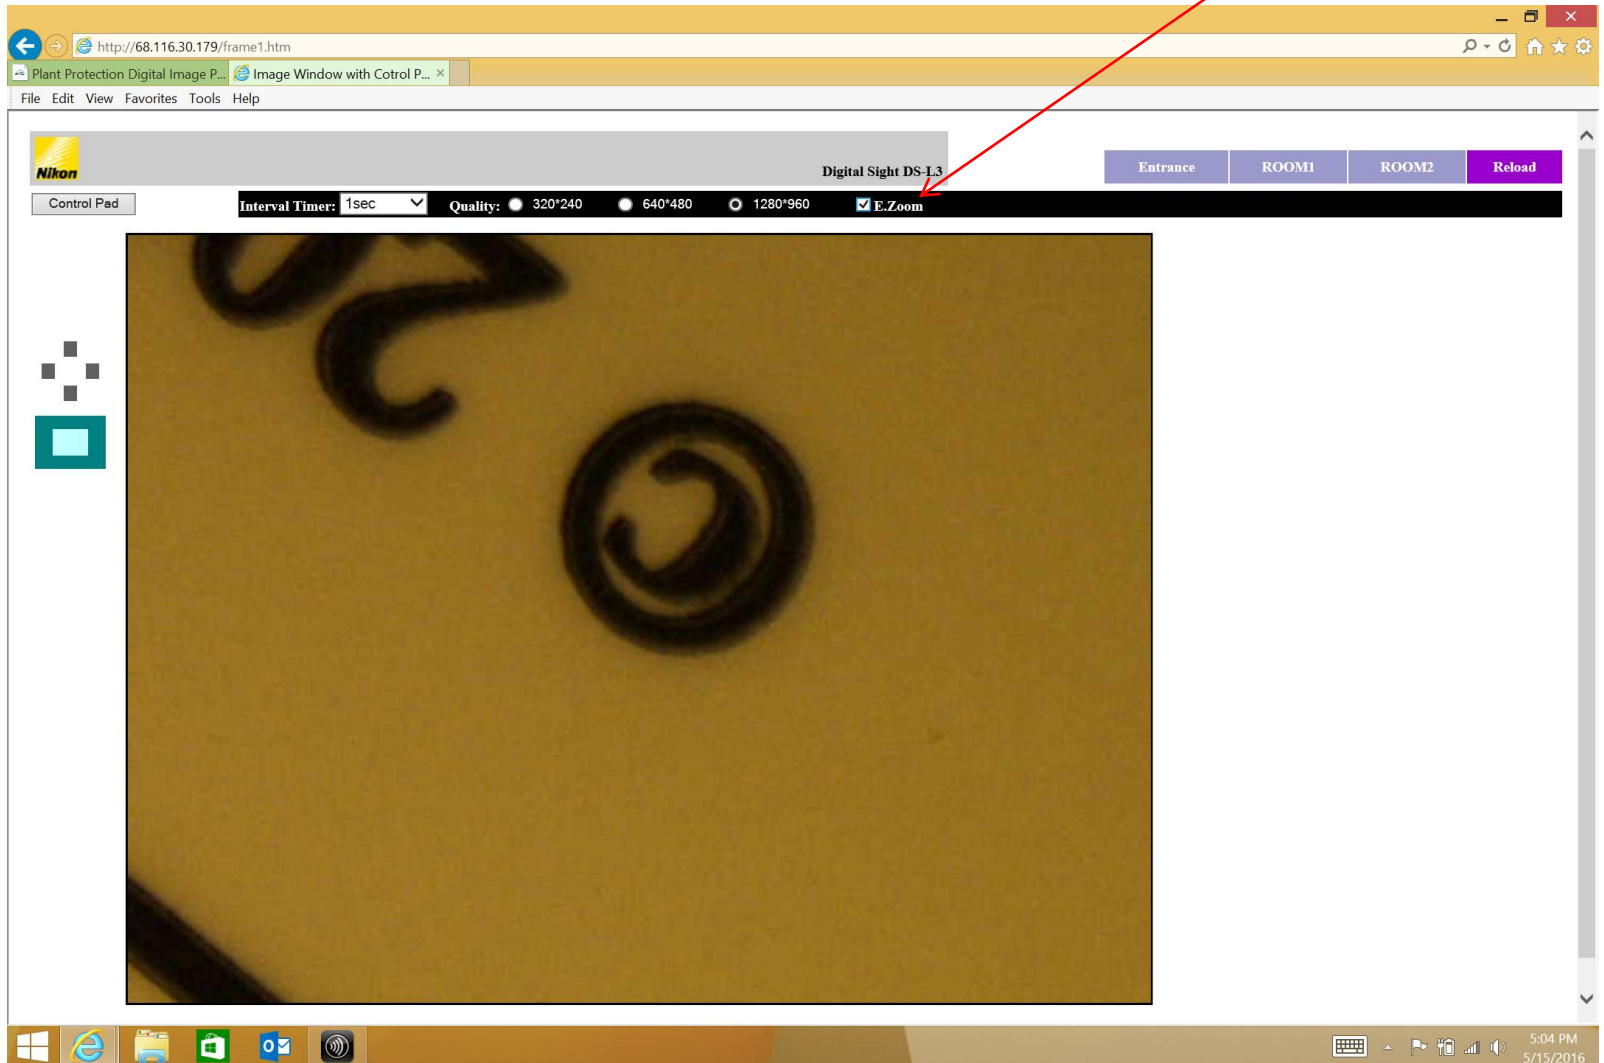 http://68.116.30.179/frame1.htm
Plant Protection Digital Image P...
Image Window with Cotrol P...
File Edit View Favorites Tools Help
Nikon
Digital Sight DS-L3
Entrance
ROOM1
ROOM2
Reload
Control Pad
Interval Timer: 1sec
Quality: 320*240 640*480 1280*960
E.Zoom
5:04 PM
5/15/2016